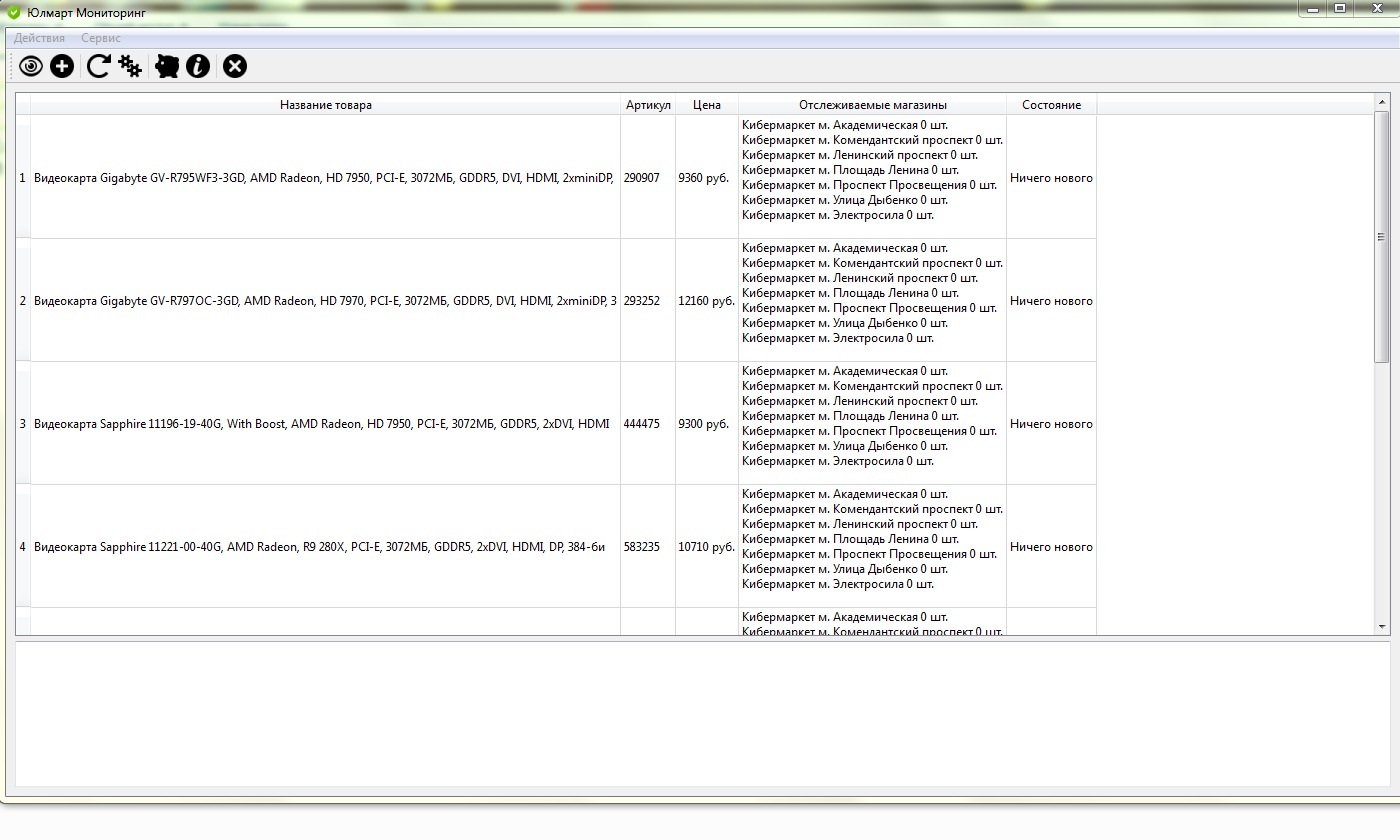 Юлмарт Мониторинг
Действия Сервис
Название товара Артикул Цена Отслеживаемые магазины Состояние
1 Видеокарта Gigabyte GV-R795WF3-3GD, AMD Radeon, HD 7950, PCI-E, 3072МБ, GDDR5, DVI, HDMI, 2xminiDP, 290907 9360 руб.
Кибермаркет м. Академическая 0 шт.
Кибермаркет м. Комендантский проспект 0 шт.
Кибермаркет м. Ленинский проспект 0 шт.
Кибермаркет м. Площадь Ленина 0 шт.
Кибермаркет м. Проспект Просвещения 0 шт.
Кибермаркет м. Улица Дыбенко 0 шт.
Кибермаркет м. Электросила 0 шт.
Ничего нового
2 Видеокарта Gigabyte GV-R797OC-3GD, AMD Radeon, HD 7970, PCI-E, 3072МБ, GDDR5, DVI, HDMI, 2xminiDP, 3 293252 12160 руб.
Кибермаркет м. Академическая 0 шт.
Кибермаркет м. Комендантский проспект 0 шт.
Кибермаркет м. Ленинский проспект 0 шт.
Кибермаркет м. Площадь Ленина 0 шт.
Кибермаркет м. Проспект Просвещения 0 шт.
Кибермаркет м. Улица Дыбенко 0 шт.
Кибермаркет м. Электросила 0 шт.
Ничего нового
3 Видеокарта Sapphire 11196-19-40G, With Boost, AMD Radeon, HD 7950, PCI-E, 3072МБ, GDDR5, 2xDVI, HDMI 444475 9300 руб.
Кибермаркет м. Академическая 0 шт.
Кибермаркет м. Комендантский проспект 0 шт.
Кибермаркет м. Ленинский проспект 0 шт.
Кибермаркет м. Площадь Ленина 0 шт.
Кибермаркет м. Проспект Просвещения 0 шт.
Кибермаркет м. Улица Дыбенко 0 шт.
Кибермаркет м. Электросила 0 шт.
Ничего нового
4 Видеокарта Sapphire 11221-00-40G, AMD Radeon, R9 280X, PCI-E, 3072МБ, GDDR5, 2xDVI, HDMI, DP, 384-би 583235 10710 руб.
Кибермаркет м. Академическая 0 шт.
Кибермаркет м. Комендантский проспект 0 шт.
Кибермаркет м. Ленинский проспект 0 шт.
Кибермаркет м. Площадь Ленина 0 шт.
Кибермаркет м. Проспект Просвещения 0 шт.
Кибермаркет м. Улица Дыбенко 0 шт.
Кибермаркет м. Электросила 0 шт.
Ничего нового
Кибермаркет м. Академическая 0 шт.
Кибермаркет м. Комендантский проспект 0 шт.